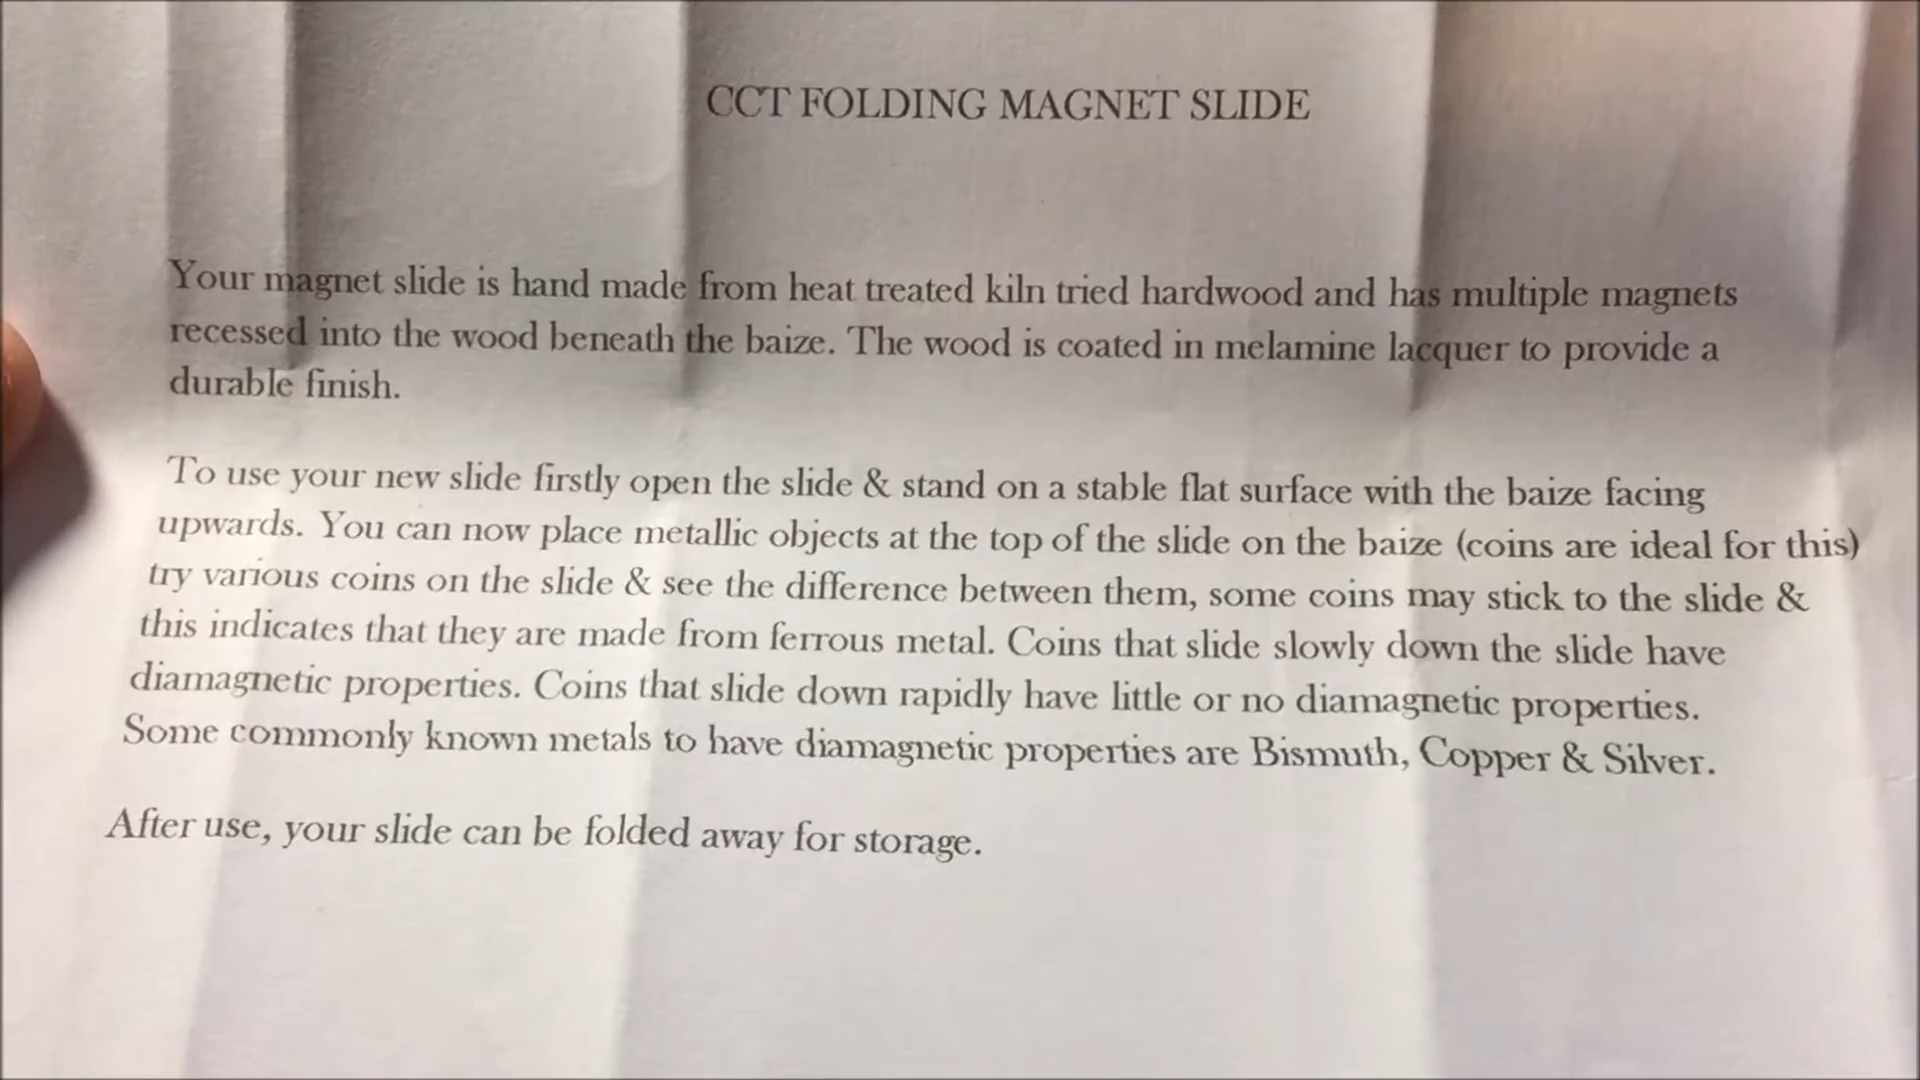 CCT FOLDING MAGNET SLIDE
Your magnet slide is hand made from heat treated kiln tried hardwood and has multiple magnets
recessed into the wood beneath the baize. The wood is coated in melamine lacquer to provide a
durable finish.
To use your new slide firstly open the slide & stand on a stable flat surface with the baize facing
upwards. You can now place metallic objects at the top of the slide on the baize (coins are ideal for this)
try various coins on the slide & see the difference between them, some coins may stick to the slide &
this indicates that they are made from ferrous metal. Coins that slide slowly down the slide have
diamagnetic properties. Coins that slide down rapidly have little or no diamagnetic properties.
Some commonly known metals to have diamagnetic properties are Bismuth, Copper & Silver.
After use, your slide can be folded away for storage.